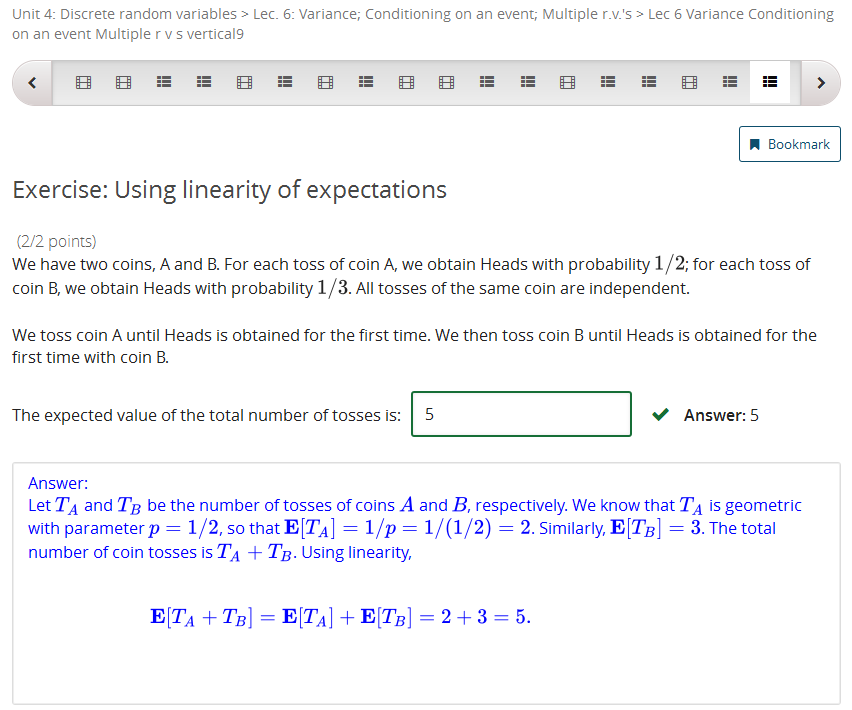 Unit 4: Discrete random variables > Lec. 6: Variance; Conditioning on an event; Multiple r.v.'s > Lec 6 Variance Conditioning
on an event Multiple r v s vertical9
Bookmark
Exercise: Using linearity of expectations
(2/2 points)
We have two coins, A and B. For each toss of coin A, we obtain Heads with probability 1/2; for each toss of
coin B, we obtain Heads with probability 1/3. All tosses of the same coin are independent.
We toss coin A until Heads is obtained for the first time. We then toss coin B until Heads is obtained for the
first time with coin B.
The expected value of the total number of tosses is: 5 Answer: 5
Answer:
Let T_A and T_B be the number of tosses of coins A and B, respectively. We know that T_A is geometric
with parameter p = 1/2, so that E[T_A] = 1/p = 1/(1/2) = 2. Similarly, E[T_B] = 3. The total
number of coin tosses is T_A + T_B. Using linearity,
E[T_A + T_B] = E[T_A] + E[T_B] = 2 + 3 = 5.